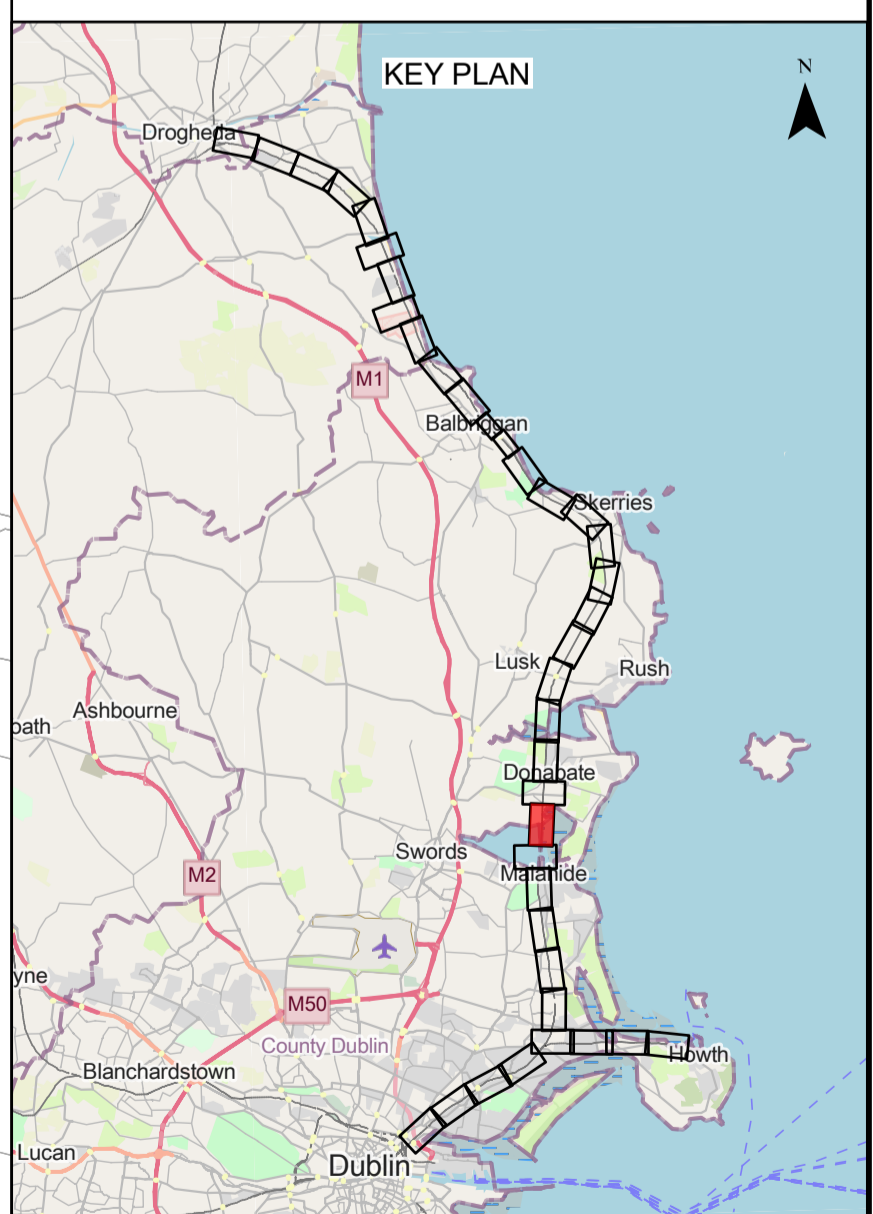 KEY PLAN
N
Drogheda
M1
Balbriggan
Skerries
Lusk
Rush
Ashbourne
oath
Donabate
Swords
M2
Malahide
yne
M50
County Dublin
Howth
Blanchardstown
Lucan
Dublin